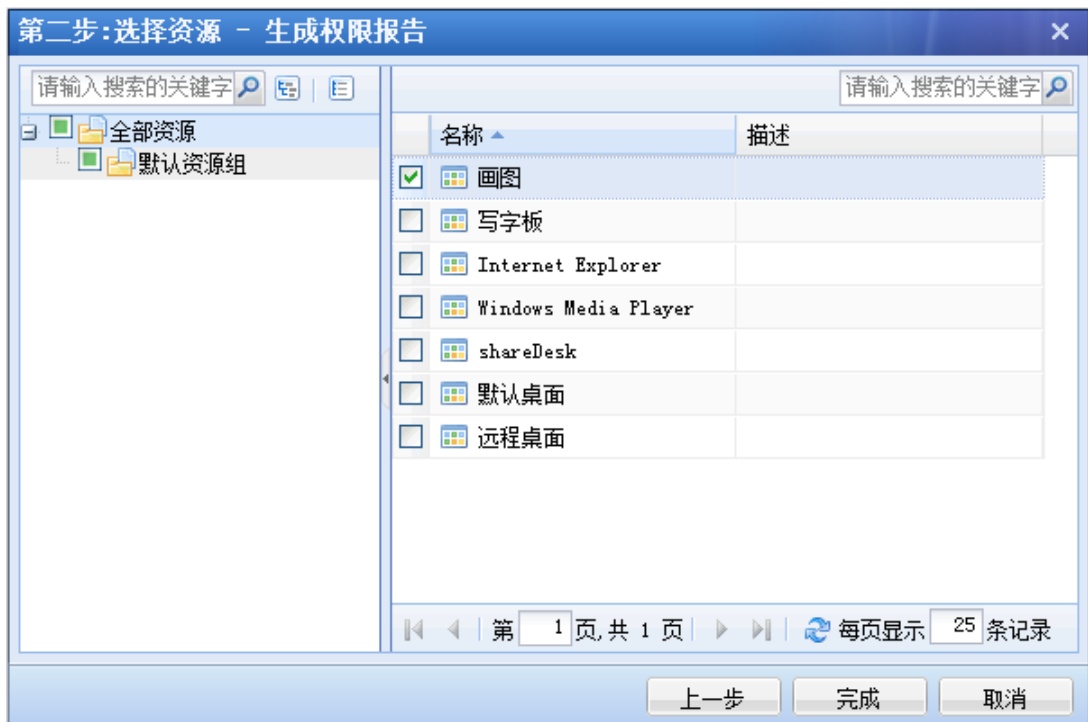 第二步:选择资源 - 生成权限报告
请输入搜索的关键字
请输入搜索的关键字
全部资源
默认资源组
名称 描述
画图
写字板
Internet Explorer
Windows Media Player
shareDesk
默认桌面
远程桌面
第 1 页,共 1 页 每页显示 25 条记录
上一步 完成 取消